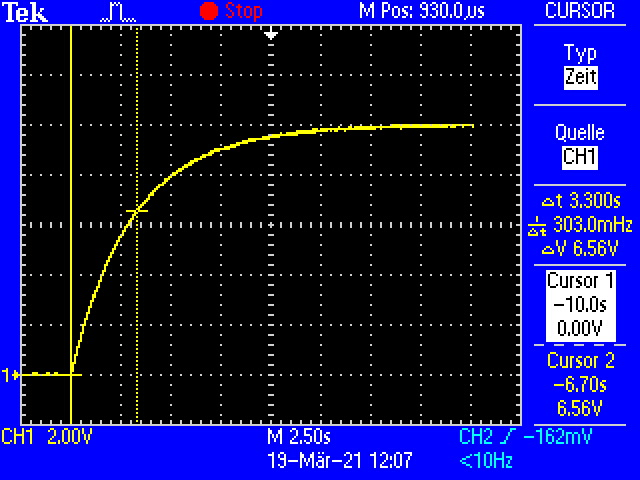 Tek Stop M Pos: 930.0µs CURSOR
Typ
Zeit
Quelle
CH1
Δt 3.300s
1/Δt 303.0mHz
ΔV 6.56V
Cursor 1
-10.0s
0.00V
Cursor 2
-6.70s
6.56V
1
CH1 2.00V M 2.50s CH2 -162mV
19-Mär-21 12:07 <10Hz